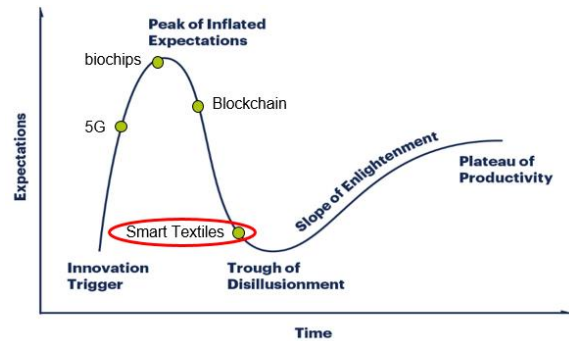 Peak of Inflated
Expectations
biochips
Blockchain
5G
Expectations
Slope of Enlightenment
Plateau of
Productivity
Smart Textiles
Innovation
Trigger
Trough of
Disillusionment
Time